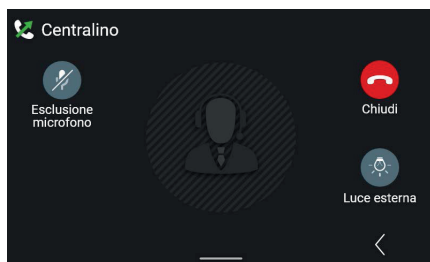 Centralino
Esclusione
microfono
Chiudi
Luce esterna